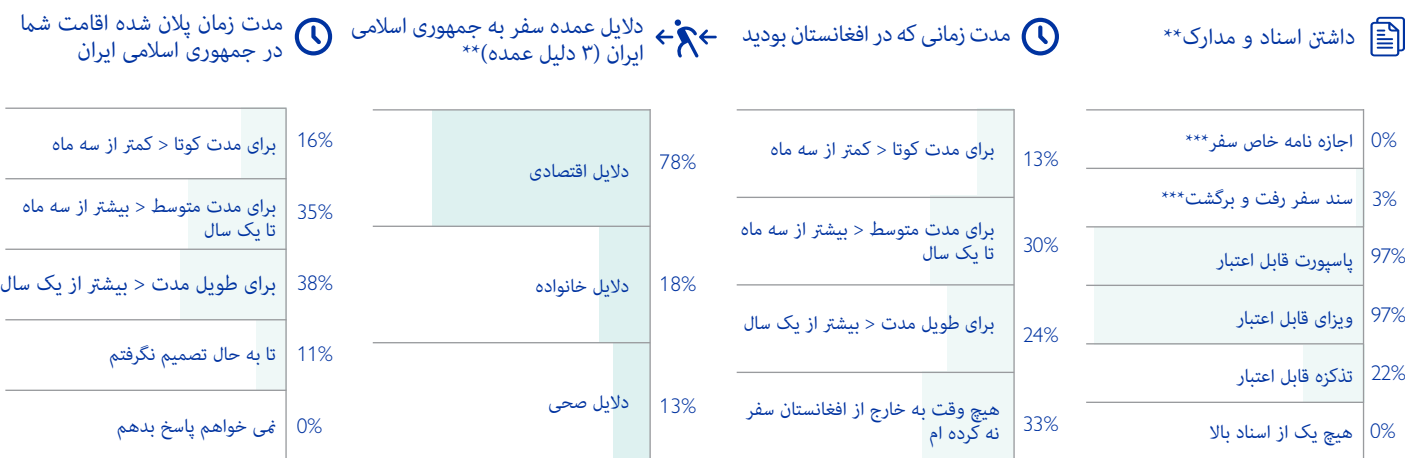 داشتن اسناد و مدارک**
0% اجازه نامه خاص سفر***
3% سند سفر رفت و برگشت***
97% پاسپورت قابل اعتبار
97% ویزای قابل اعتبار
22% تذکزه قابل اعتبار
0% هیچ یک از اسناد بالا
مدت زمانی که در افغانستان بودید
13% برای مدت کوتا < کمتر از سه ماه
30% برای مدت متوسط < بیشتر از سه ماه
تا یک سال
24% برای طویل مدت < بیشتر از یک سال
33% هیچ وقت به خارج از افغانستان سفر
نه کرده ام
دلایل عمده سفر به جمهوری اسلامی
ایران (۳ دلیل عمده)**
78% دلایل اقتصادی
18% دلایل خانواده
13% دلایل صحی
مدت زمان پلان شده اقامت شما
در جمهوری اسلامی ایران
16% برای مدت کوتا < کمتر از سه ماه
35% برای مدت متوسط < بیشتر از سه ماه
تا یک سال
38% برای طویل مدت < بیشتر از یک سال
11% تا به حال تصمیم نگرفتم
0% نمی خواهم پاسخ بدهم